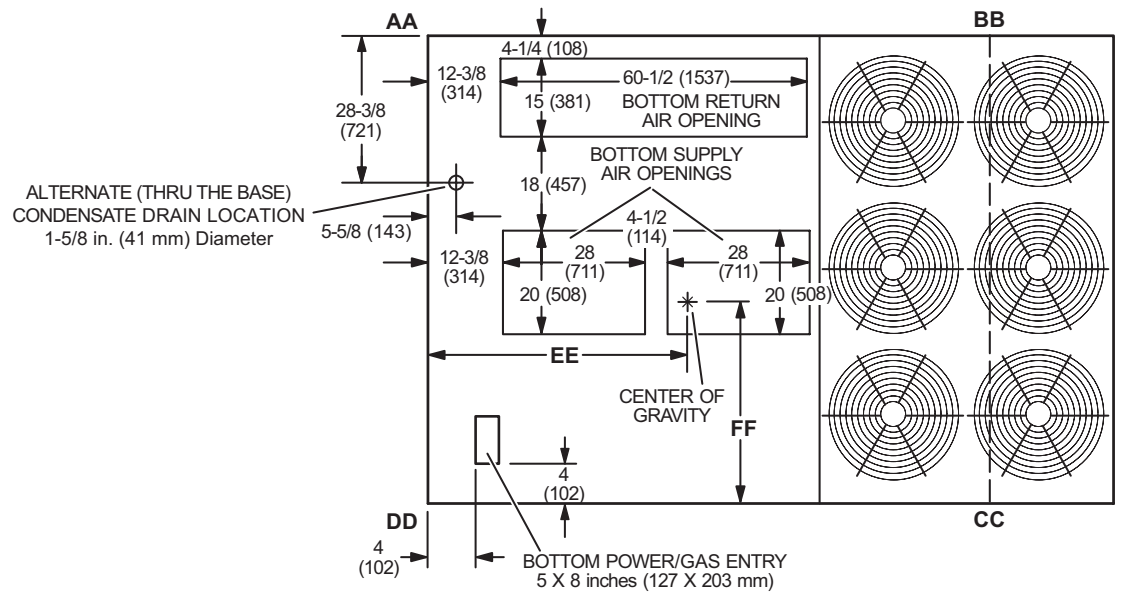 AA
BB
4-1/4 (108)
12-3/8
(314)
60-1/2 (1537)
15 (381)
BOTTOM RETURN
AIR OPENING
28-3/8
(721)
BOTTOM SUPPLY
AIR OPENINGS
18 (457)
ALTERNATE (THRU THE BASE)
CONDENSATE DRAIN LOCATION
1-5/8 in. (41 mm) Diameter
5-5/8 (143)
4-1/2
(114)
12-3/8
(314)
28
(711)
28
(711)
20 (508)
20 (508)
EE
CENTER OF
GRAVITY
FF
4
(102)
DD
CC
4
(102)
BOTTOM POWER/GAS ENTRY
5 X 8 inches (127 X 203 mm)